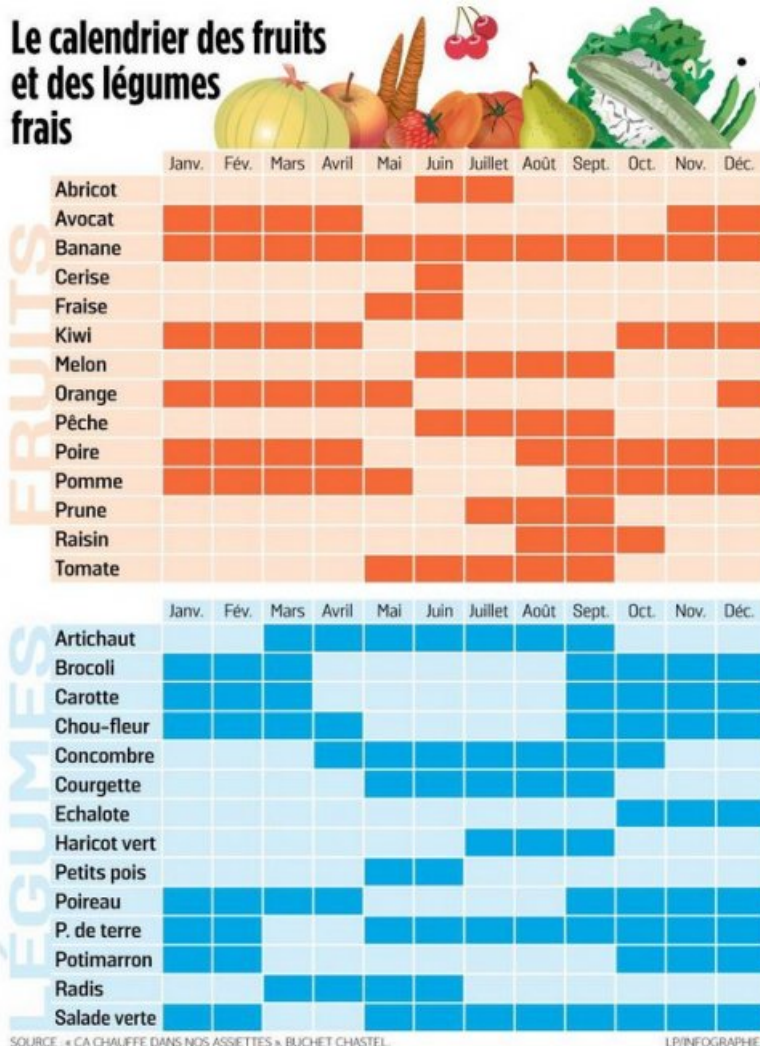 Le calendrier des fruits
et des légumes
frais
Janv. Fév. Mars Avril Mai Juin Juillet Août Sept. Oct. Nov. Déc.
FRUITS
Abricot
Avocat
Banane
Cerise
Fraise
Kiwi
Melon
Orange
Pêche
Poire
Pomme
Prune
Raisin
Tomate
Janv. Fév. Mars Avril Mai Juin Juillet Août Sept. Oct. Nov. Déc.
LÉGUMES
Artichaut
Brocoli
Carotte
Chou-fleur
Concombre
Courgette
Echalote
Haricot vert
Petits pois
Poireau
P. de terre
Potimarron
Radis
Salade verte
SOURCE : « CA CHAUFFE DANS NOS ASSIETTES », BUCHET CHASTEL. LP/INFOGRAPHIE